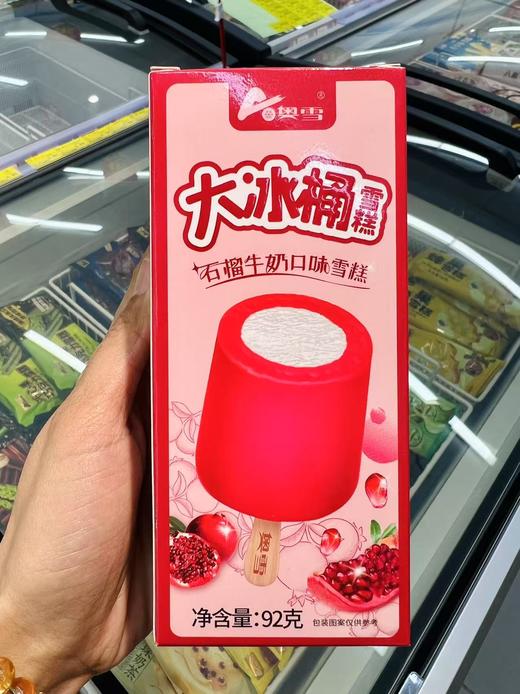 奥雪
大冰桶雪糕
石榴牛奶口味雪糕
奥雪
净含量:92克
包装图案仅供参考